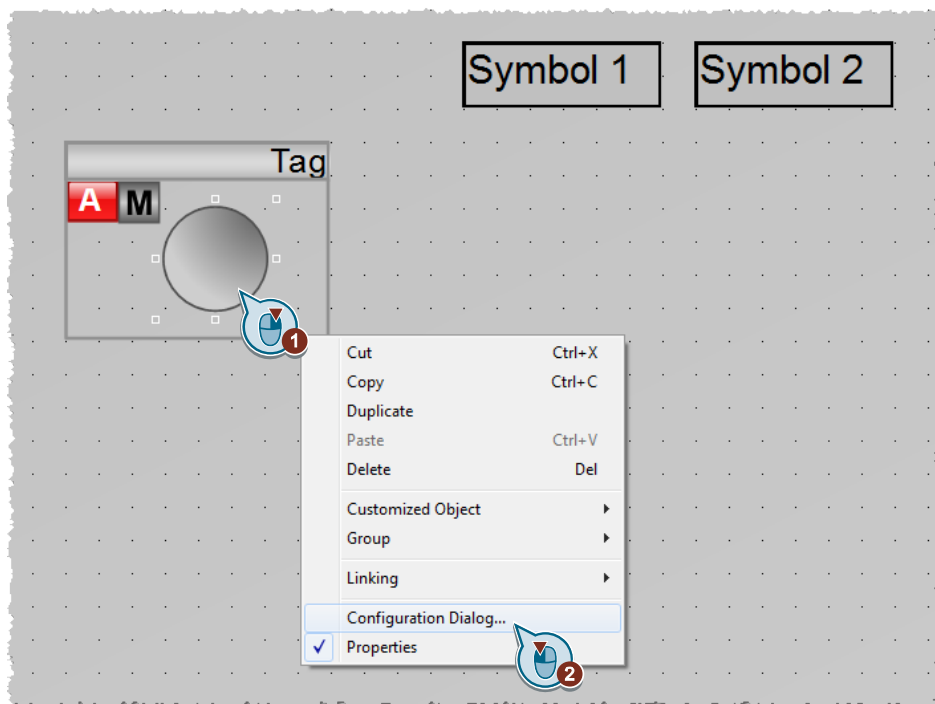 Symbol 1
Symbol 2
Tag
A M
1
Cut Ctrl+X
Copy Ctrl+C
Duplicate
Paste Ctrl+V
Delete Del
Customized Object
Group
Linking
Configuration Dialog...
Properties
2